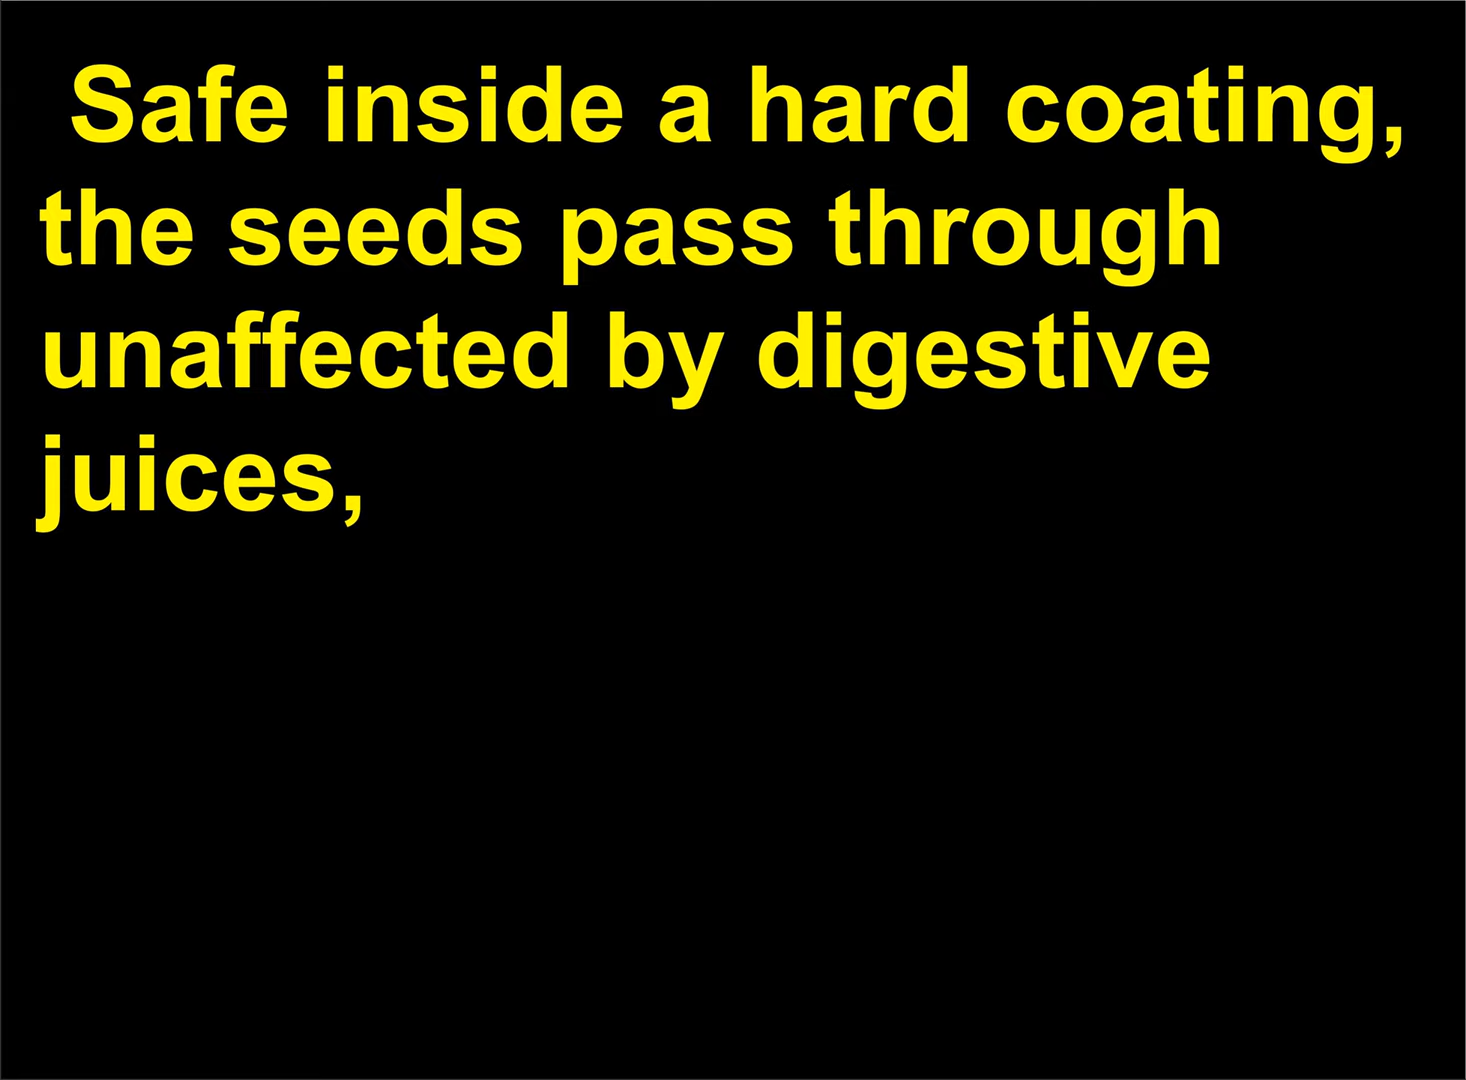 Safe inside a hard coating,
the seeds pass through
unaffected by digestive
juices,